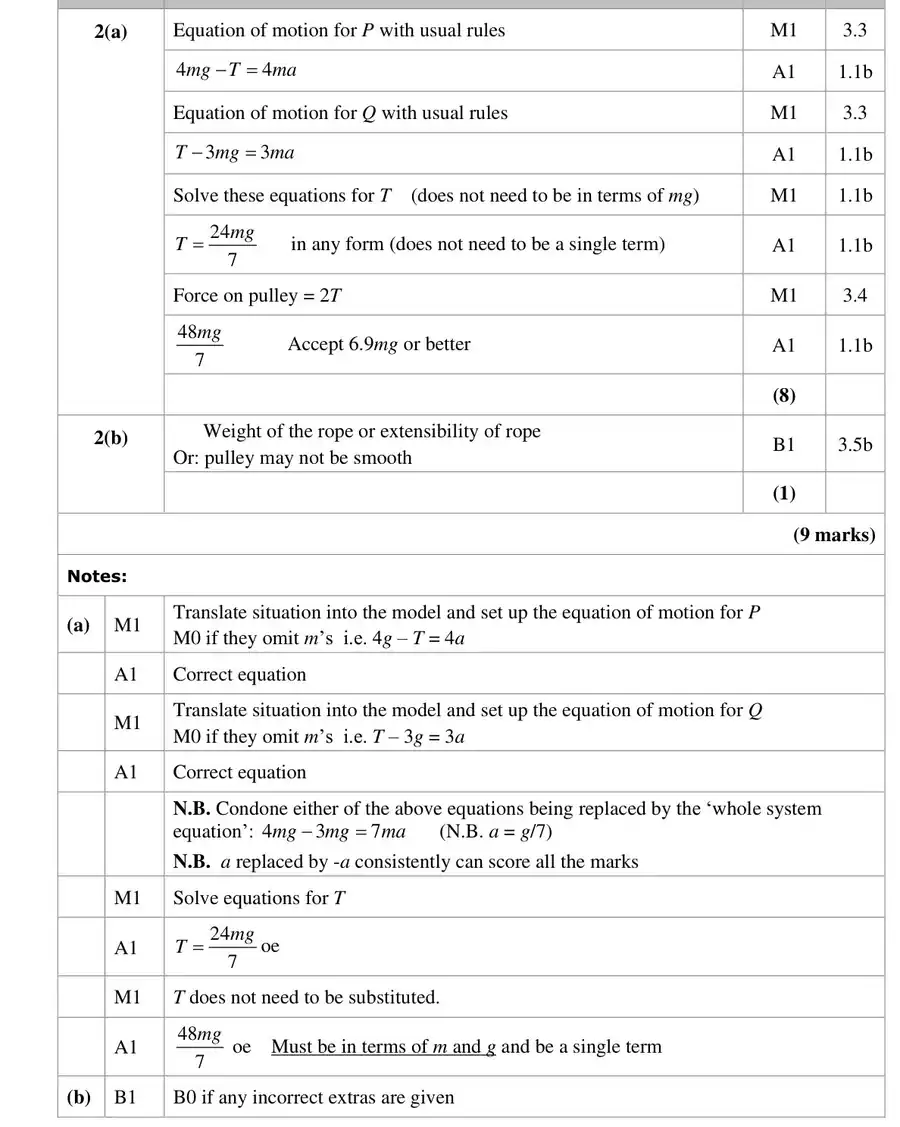 2(a) Equation of motion for P with usual rules M1 3.3
4mg − T = 4ma A1 1.1b
Equation of motion for Q with usual rules M1 3.3
T − 3mg = 3ma A1 1.1b
Solve these equations for T (does not need to be in terms of mg) M1 1.1b
T = 24mg/7 in any form (does not need to be a single term) A1 1.1b
Force on pulley = 2T M1 3.4
48mg/7 Accept 6.9mg or better A1 1.1b
(8)
2(b) Weight of the rope or extensibility of rope
Or: pulley may not be smooth B1 3.5b
(1)
(9 marks)
Notes:
(a) M1 Translate situation into the model and set up the equation of motion for P
M0 if they omit m’s i.e. 4g – T = 4a
A1 Correct equation
M1 Translate situation into the model and set up the equation of motion for Q
M0 if they omit m’s i.e. T – 3g = 3a
A1 Correct equation
N.B. Condone either of the above equations being replaced by the ‘whole system
equation’: 4mg − 3mg = 7ma (N.B. a = g/7)
N.B. a replaced by -a consistently can score all the marks
M1 Solve equations for T
A1 T = 24mg/7 oe
M1 T does not need to be substituted.
A1 48mg/7 oe Must be in terms of m and g and be a single term
(b) B1 B0 if any incorrect extras are given